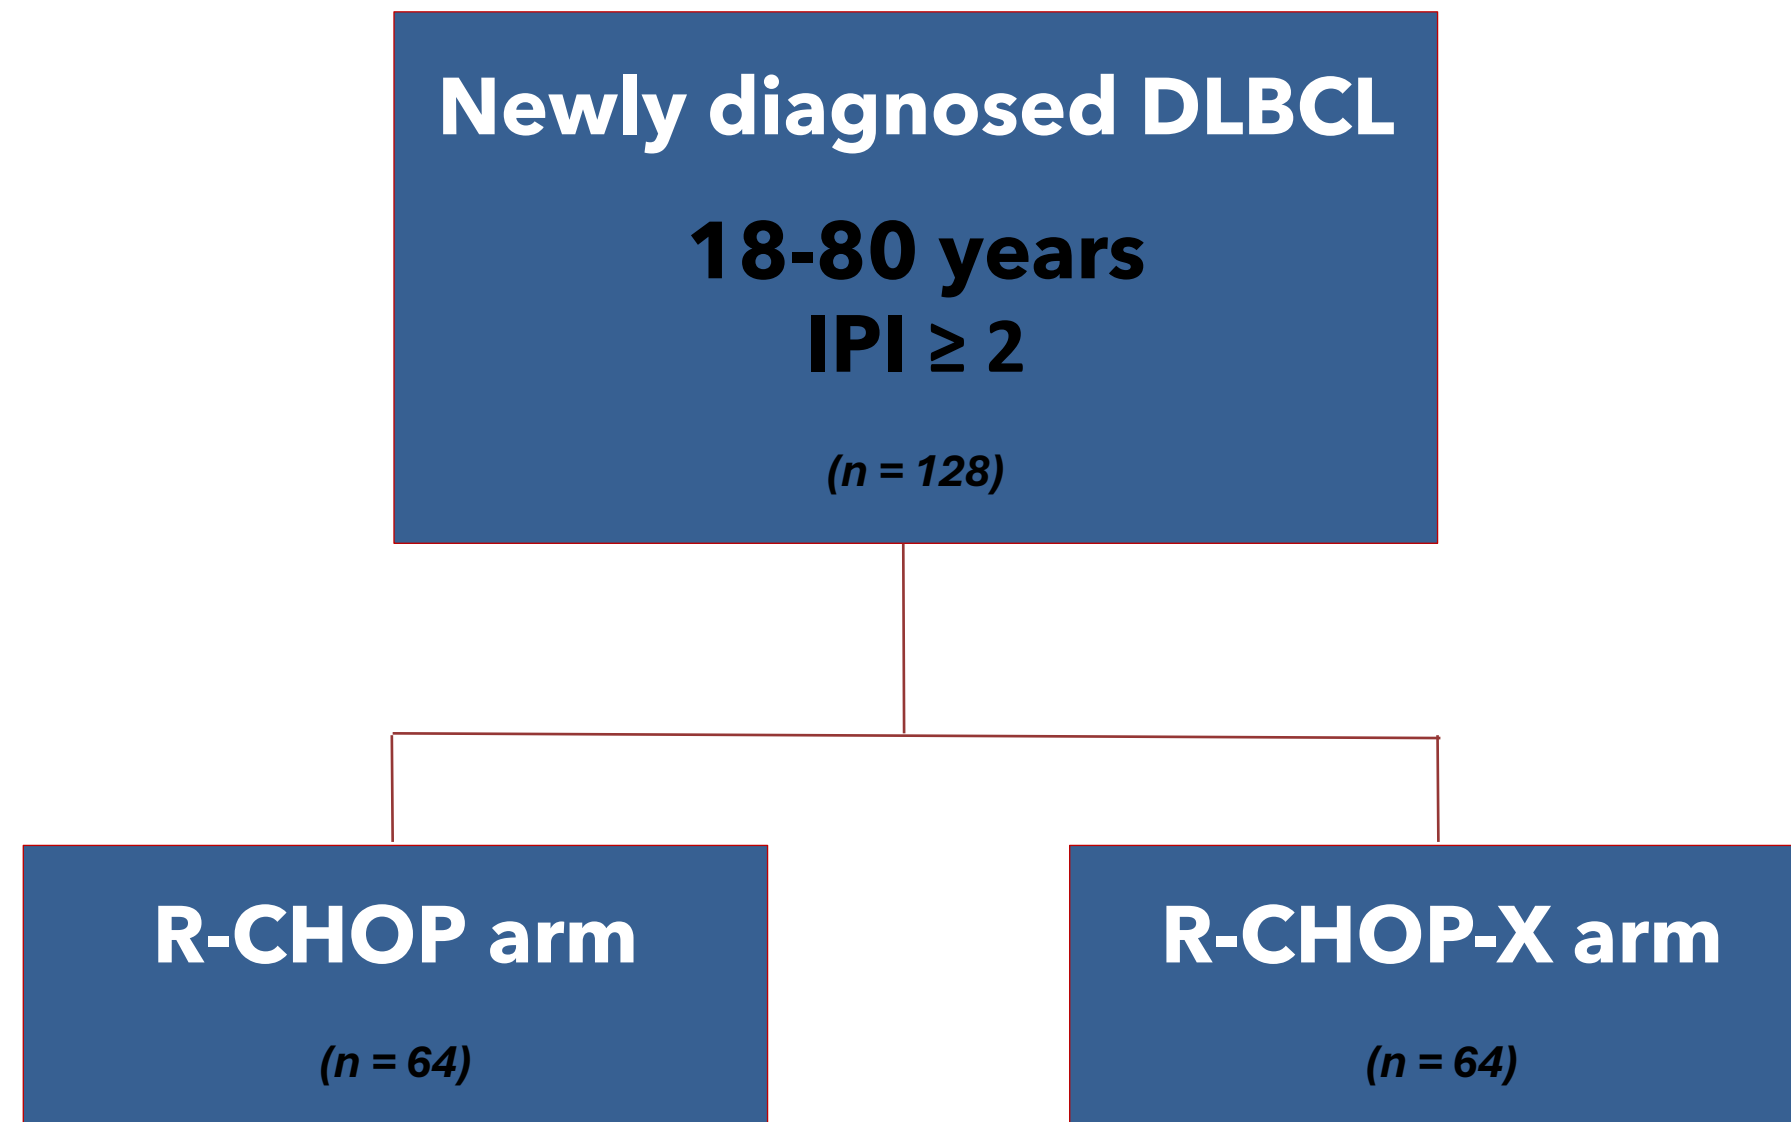 Newly diagnosed DLBCL
18-80 years
IPI ≥ 2
(n = 128)
R-CHOP arm
(n = 64)
R-CHOP-X arm
(n = 64)